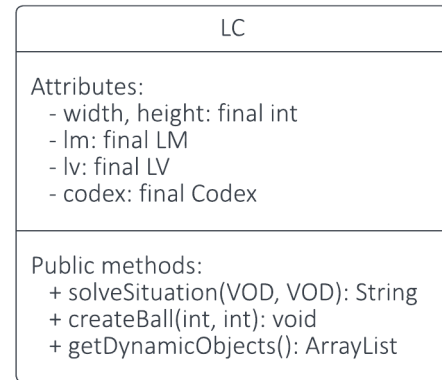 LC
Attributes:
- width, height: final int
- lm: final LM
- lv: final LV
- codex: final Codex
Public methods:
+ solveSituation(VOD, VOD): String
+ createBall(int, int): void
+ getDynamicObjects(): ArrayList